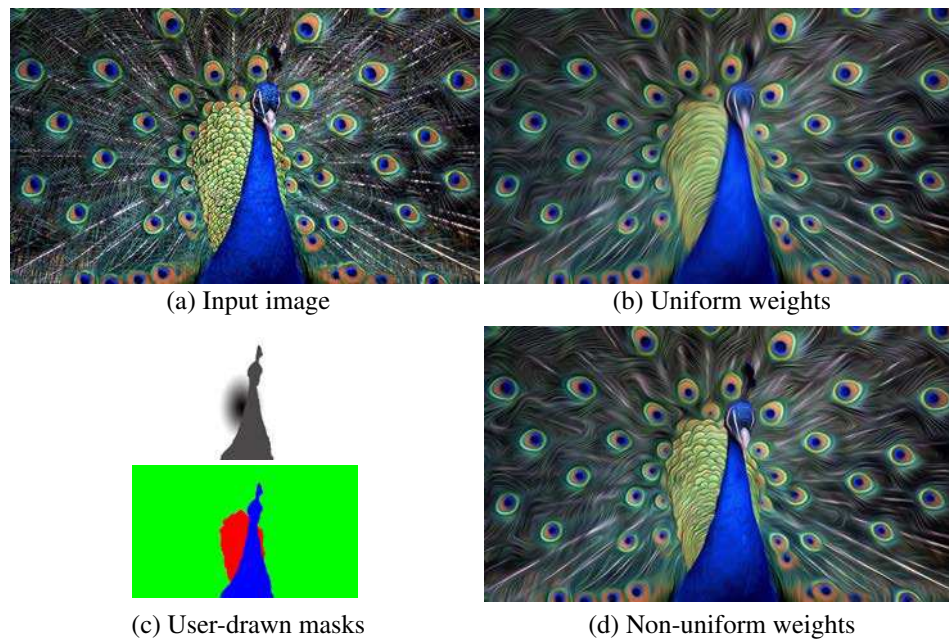 (a) Input image
(b) Uniform weights
(c) User-drawn masks
(d) Non-uniform weights